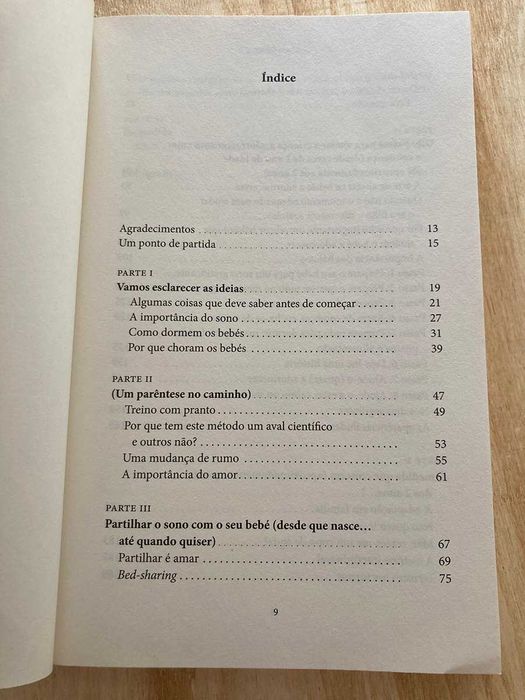 Índice
Agradecimentos 13
Um ponto de partida 15
PARTE I
Vamos esclarecer as ideias 19
Algumas coisas que deve saber antes de começar 21
A importância do sono 27
Como dormem os bebés 31
Por que choram os bebés 39
PARTE II
(Um parêntese no caminho) 47
Treino com pranto 49
Por que tem este método um aval científico
e outros não? 53
Uma mudança de rumo 55
A importância do amor 61
PARTE III
Partilhar o sono com o seu bebé (desde que nasce…
até quando quiser) 67
Partilhar é amar 69
Bed-sharing 75
9